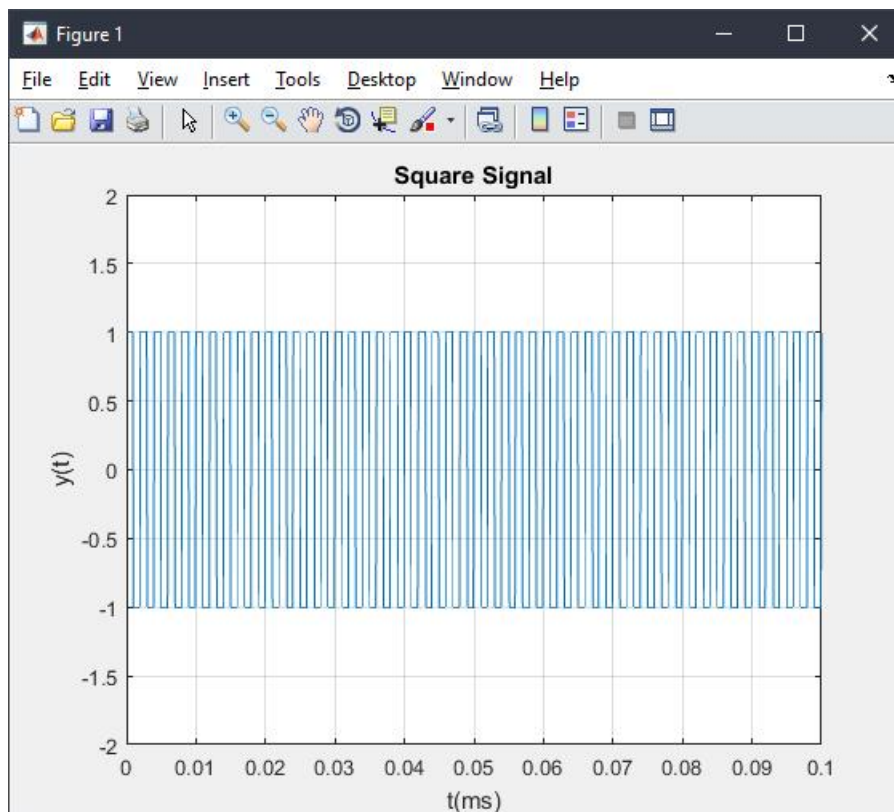 Figure 1
File Edit View Insert Tools Desktop Window Help
Square Signal
2
1.5
1
0.5
0
-0.5
-1
-1.5
-2
y(t)
0 0.01 0.02 0.03 0.04 0.05 0.06 0.07 0.08 0.09 0.1
t(ms)